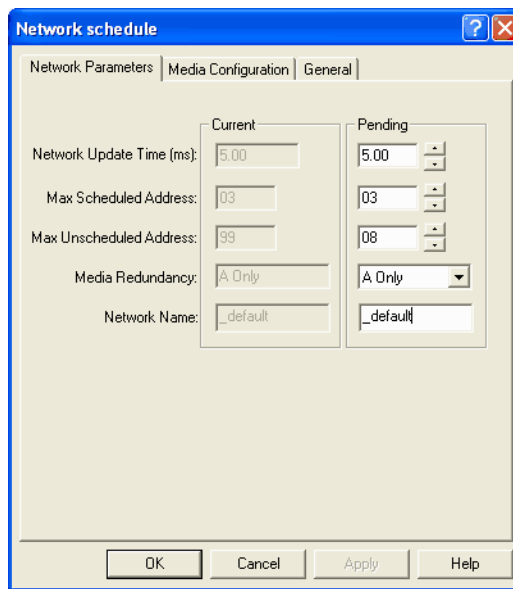 Network schedule
Network Parameters Media Configuration General
Current Pending
Network Update Time (ms): 5.00 5.00
Max Scheduled Address: 03 03
Max Unscheduled Address: 99 08
Media Redundancy: A Only A Only
Network Name: _default _default
OK Cancel Apply Help